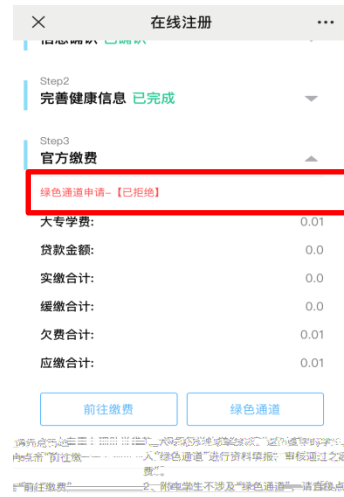 在线注册
Step2
完善健康信息 已完成
Step3
官方缴费
绿色通道申请-【已拒绝】
大专学费: 0.01
贷款金额: 0.0
实缴合计: 0.0
缓缴合计: 0.0
欠费合计: 0.01
应缴合计: 0.01
前往缴费 绿色通道
"绿色通道"进行资料填报、审核通过之
费"。
"前往缴费" 2、附中学生不涉及"绿色通道"，请直接点